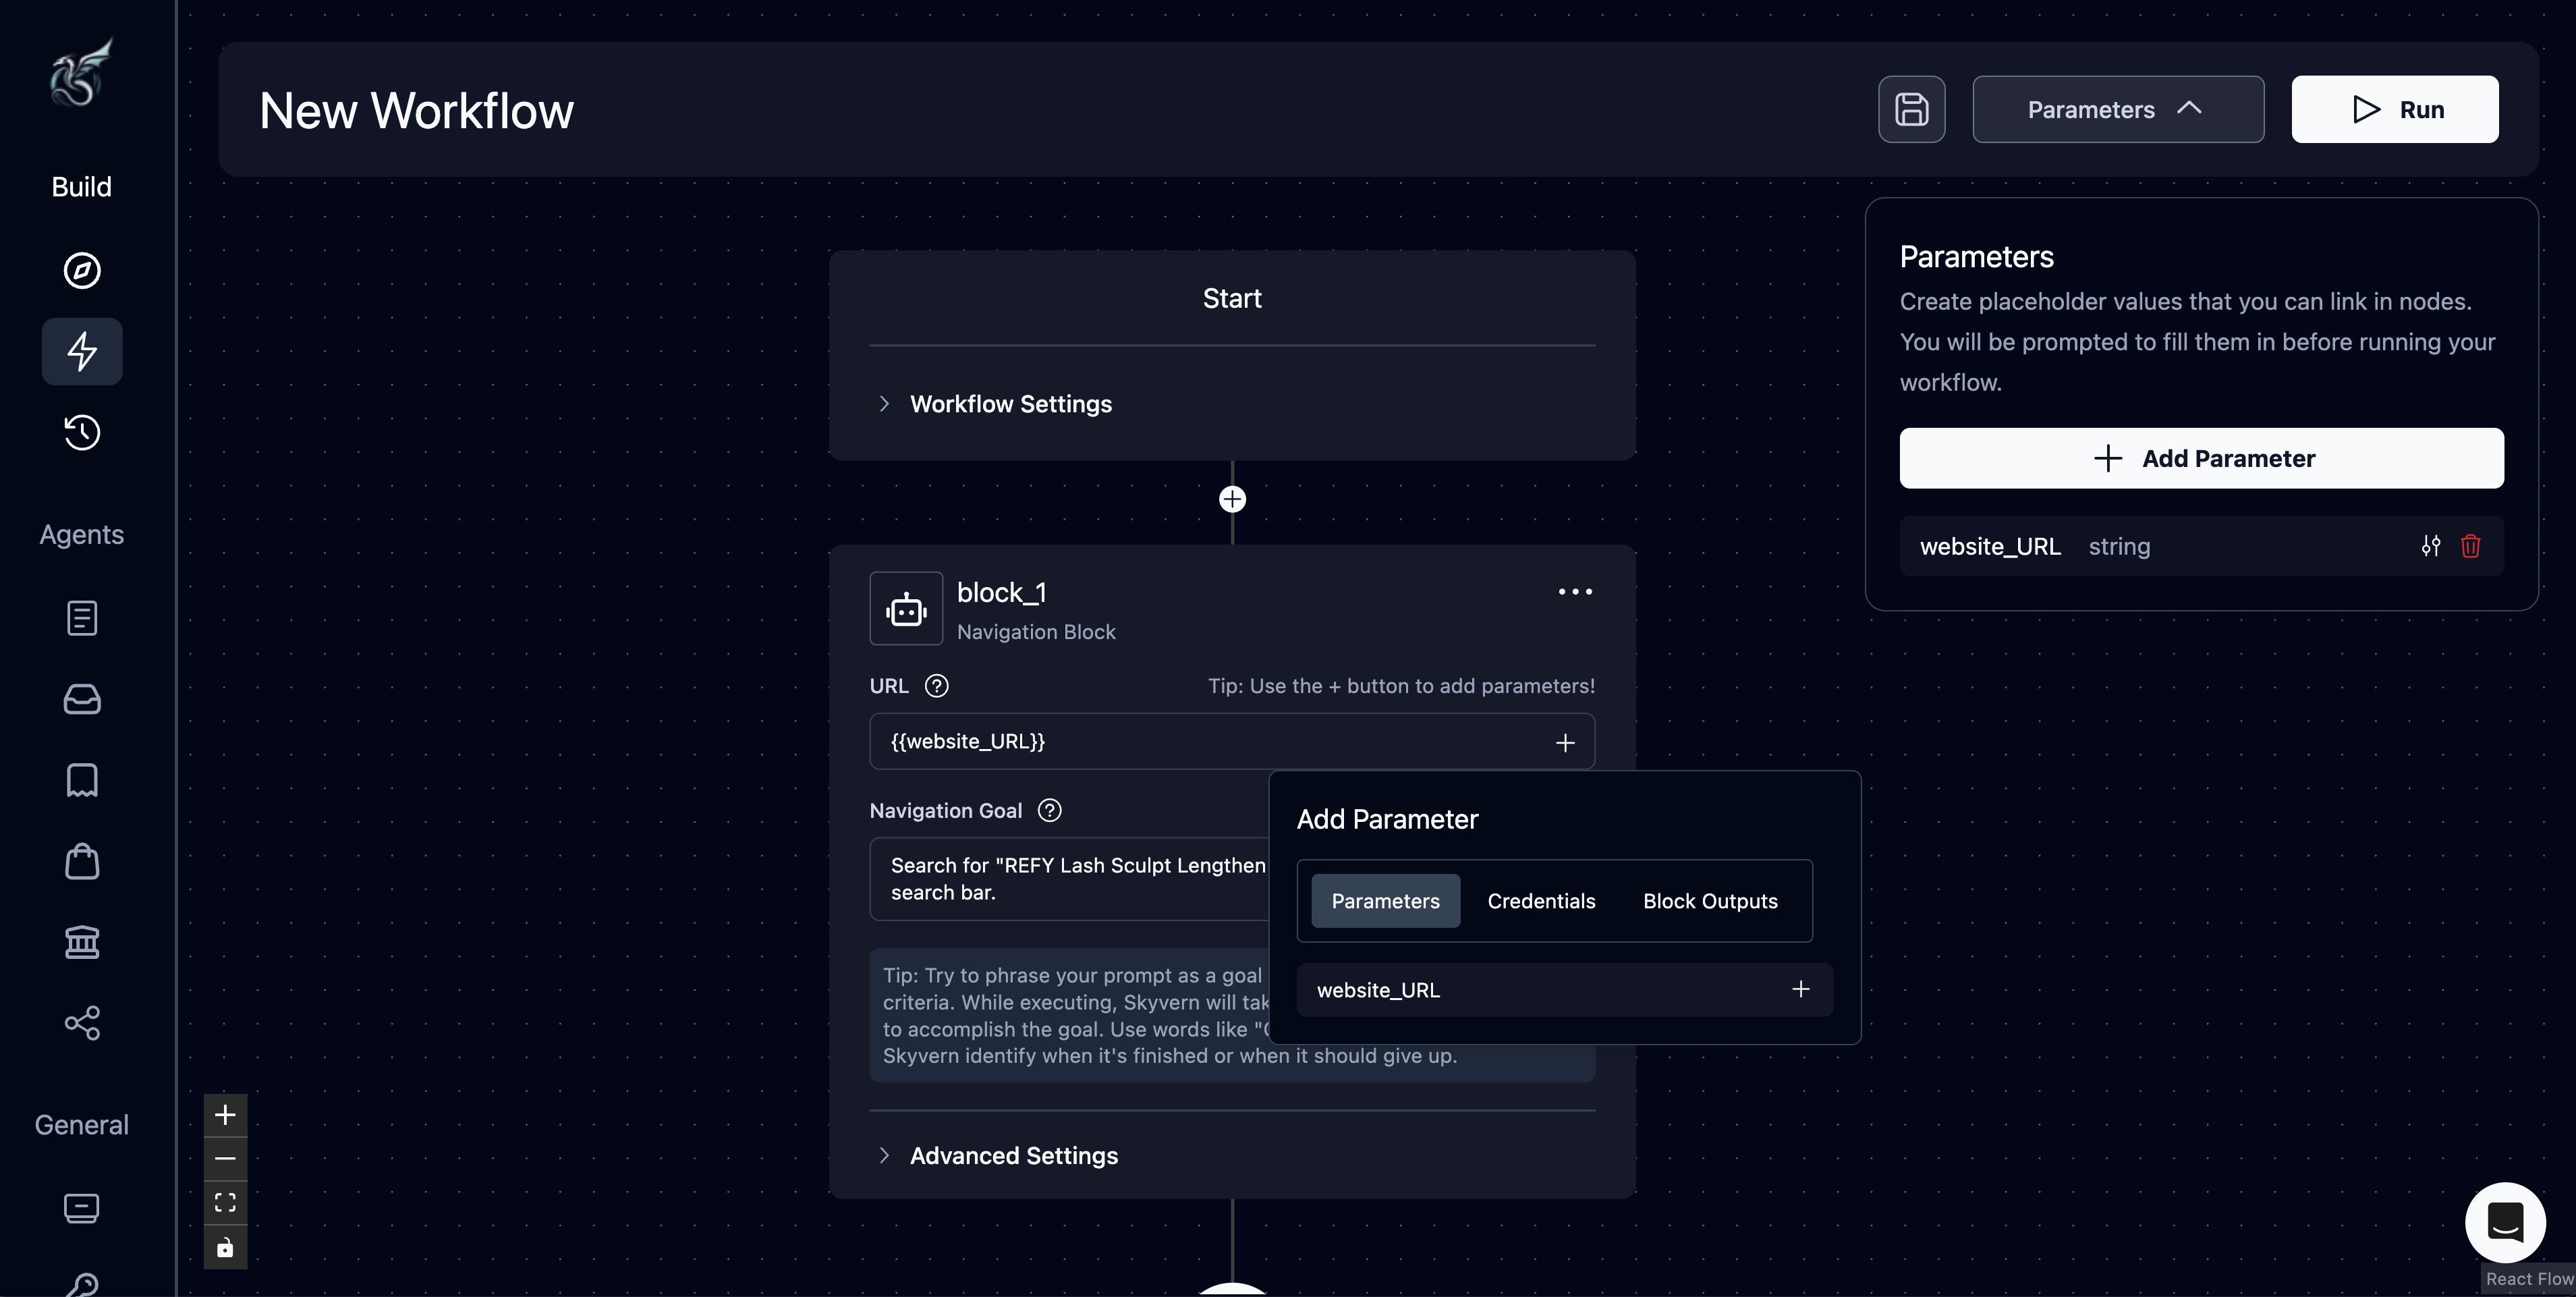 New Workflow
Parameters
Run
Build
Agents
General
Start
Workflow Settings
block_1
Navigation Block
URL
Tip: Use the + button to add parameters!
{{website_URL}}
Navigation Goal
Search for "REFY Lash Sculpt Lengthen
search bar.
Tip: Try to phrase your prompt as a goal
criteria. While executing, Skyvern will tak
to accomplish the goal. Use words like "
Skyvern identify when it's finished or when it should give up.
Advanced Settings
Add Parameter
Parameters
Credentials
Block Outputs
website_URL
Parameters
Create placeholder values that you can link in nodes.
You will be prompted to fill them in before running your
workflow.
Add Parameter
website_URL string
React Flow